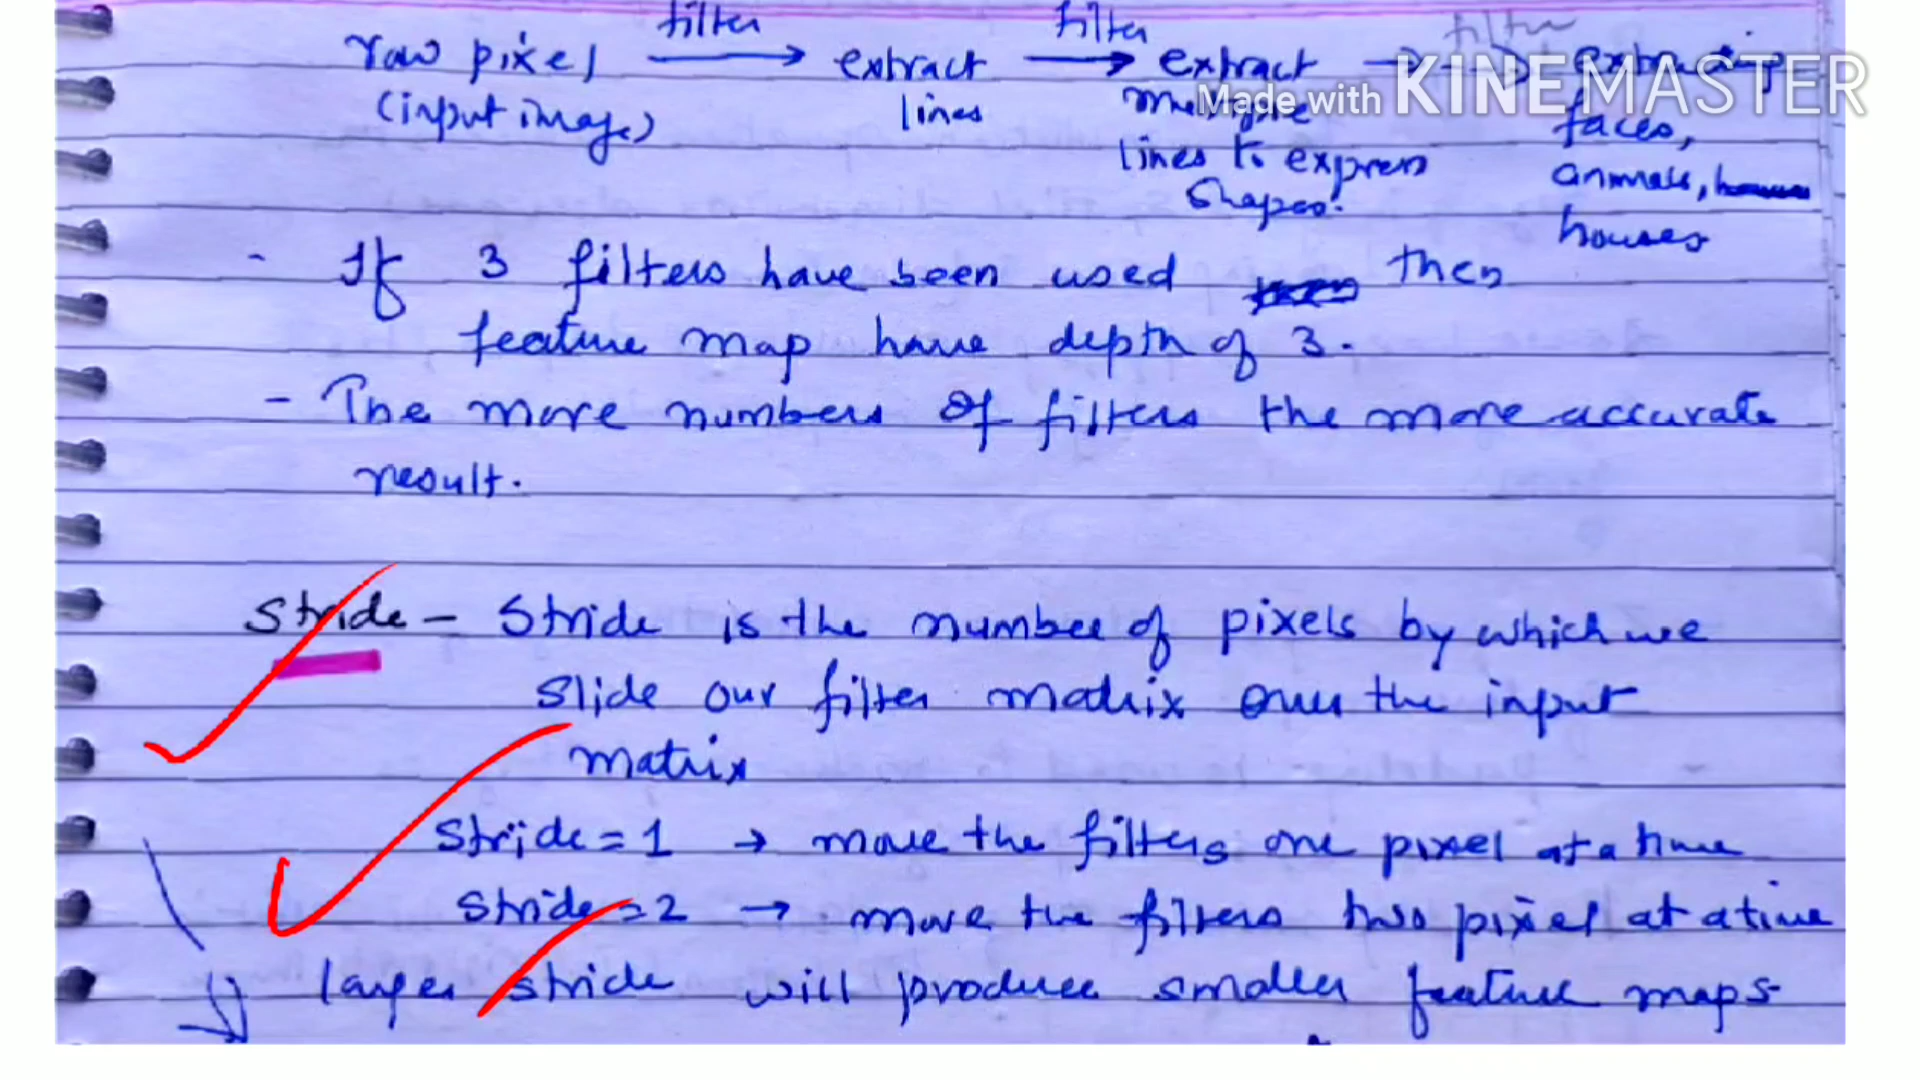 filter filter filter
raw pixel → extract → extract → → extracting
(input image) lines multiple faces,
lines to express animals,
shapes. houses
- If 3 filters have been used then
feature map have depth of 3.
- The more numbers of filters the more accurate
result.
Stride - Stride is the number of pixels by which we
slide our filter matrix over the input
matrix
Stride = 1 → move the filters one pixel at a time
Stride = 2 → move the filters two pixel at a time
larger stride will produce smaller feature maps
Made with KINEMASTER